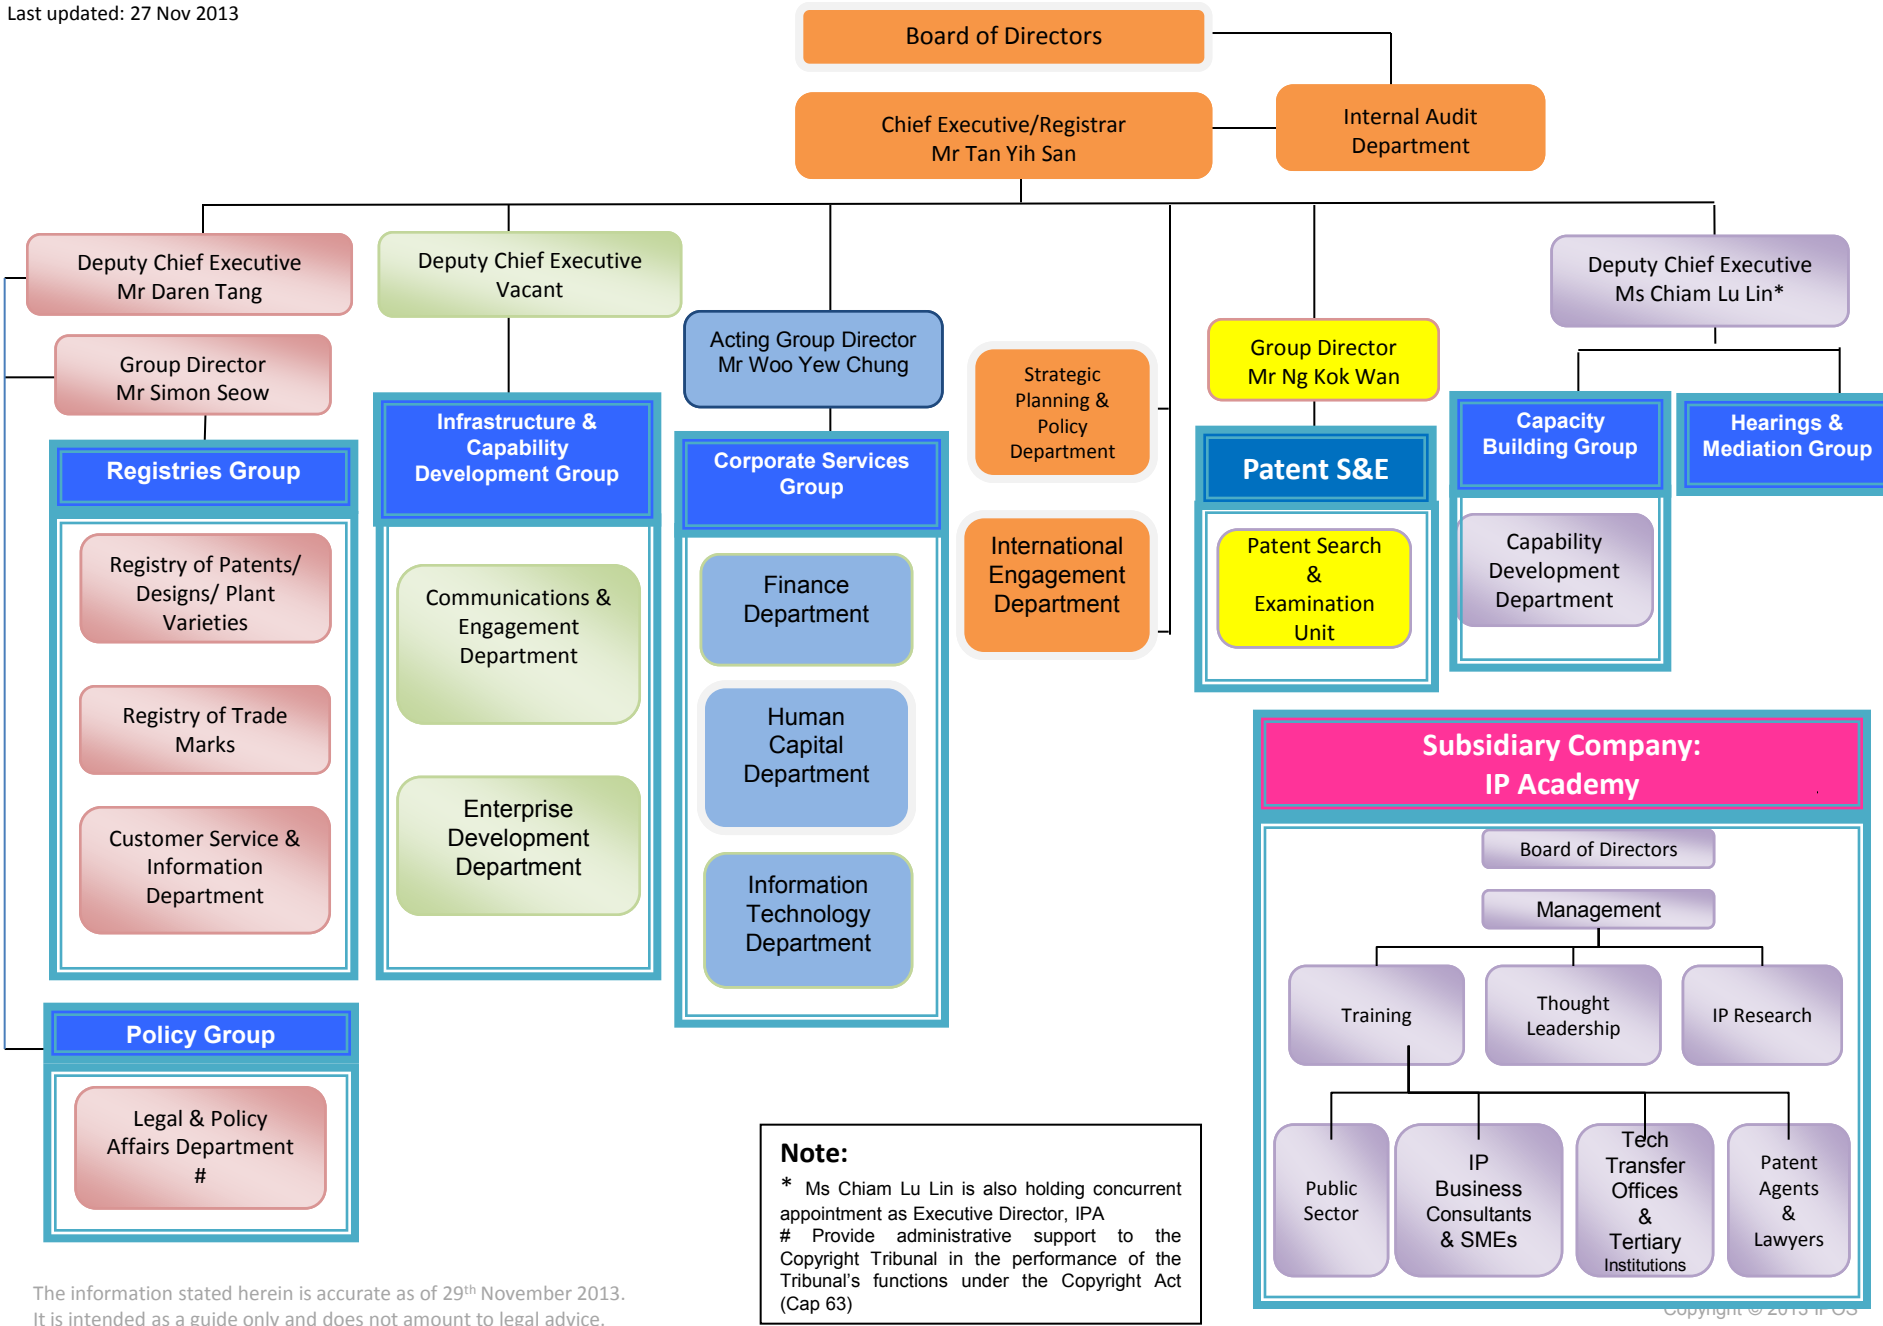 Last updated: 27 Nov 2013
Board of Directors
Chief Executive/Registrar
Mr Tan Yih San
Internal Audit
Department
Deputy Chief Executive
Mr Daren Tang
Group Director
Mr Simon Seow
Registries Group
Registry of Patents/
Designs/ Plant
Varieties
Registry of Trade
Marks
Customer Service &
Information
Department
Policy Group
Legal & Policy
Affairs Department
#
Deputy Chief Executive
Vacant
Infrastructure &
Capability
Development Group
Communications &
Engagement
Department
Enterprise
Development
Department
Acting Group Director
Mr Woo Yew Chung
Corporate Services
Group
Finance
Department
Human
Capital
Department
Information
Technology
Department
Strategic
Planning &
Policy
Department
International
Engagement
Department
Group Director
Mr Ng Kok Wan
Patent S&E
Patent Search
&
Examination
Unit
Deputy Chief Executive
Ms Chiam Lu Lin*
Capacity
Building Group
Capability
Development
Department
Hearings &
Mediation Group
Subsidiary Company:
IP Academy
Board of Directors
Management
Training
Thought
Leadership
IP Research
Public
Sector
IP
Business
Consultants
& SMEs
Tech
Transfer
Offices
&
Tertiary
Institutions
Patent
Agents
&
Lawyers
Note:
* Ms Chiam Lu Lin is also holding concurrent
appointment as Executive Director, IPA
# Provide administrative support to the
Copyright Tribunal in the performance of the
Tribunal's functions under the Copyright Act
(Cap 63)
The information stated herein is accurate as of 29th November 2013.
It is intended as a guide only and does not amount to legal advice.
Copyright © 2013 IPOS